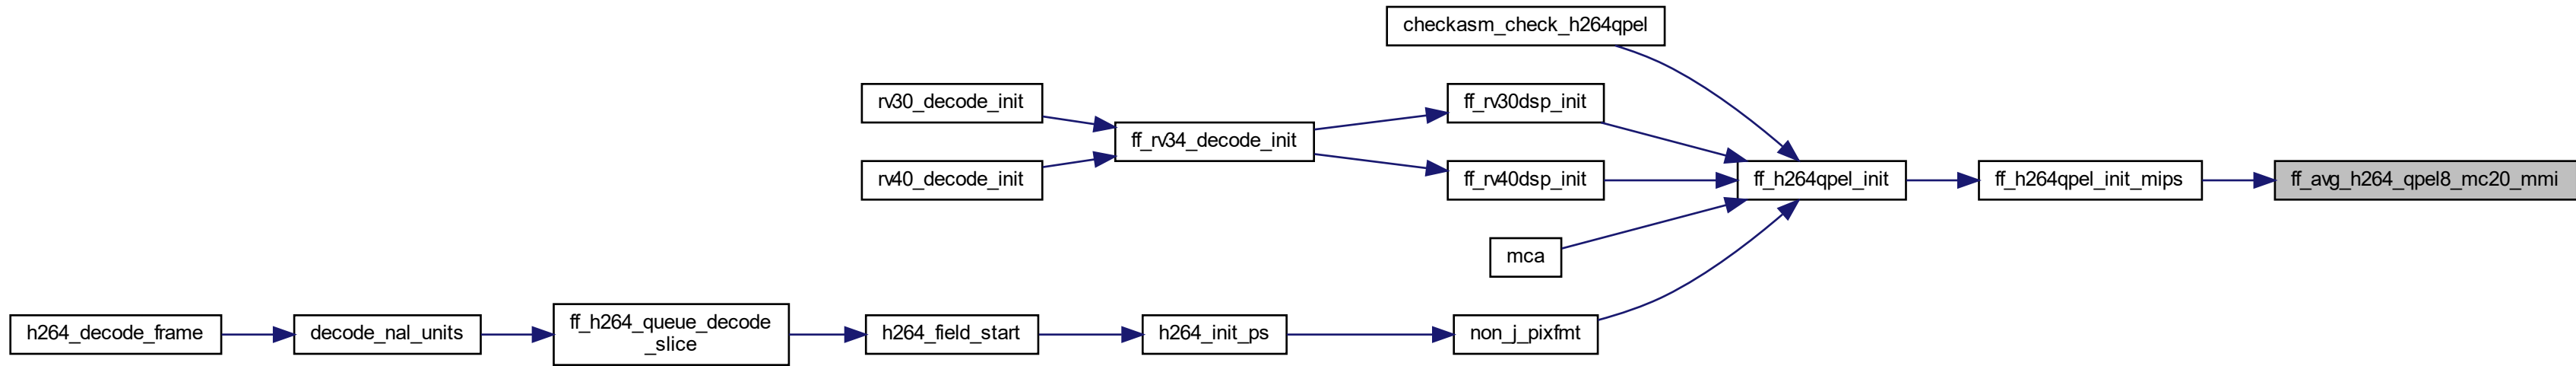 checkasm_check_h264qpel
rv30_decode_init
ff_rv30dsp_init
ff_rv34_decode_init
rv40_decode_init
ff_rv40dsp_init
ff_h264qpel_init
ff_h264qpel_init_mips
ff_avg_h264_qpel8_mc20_mmi
mca
h264_decode_frame
decode_nal_units
ff_h264_queue_decode
_slice
h264_field_start
h264_init_ps
non_j_pixfmt